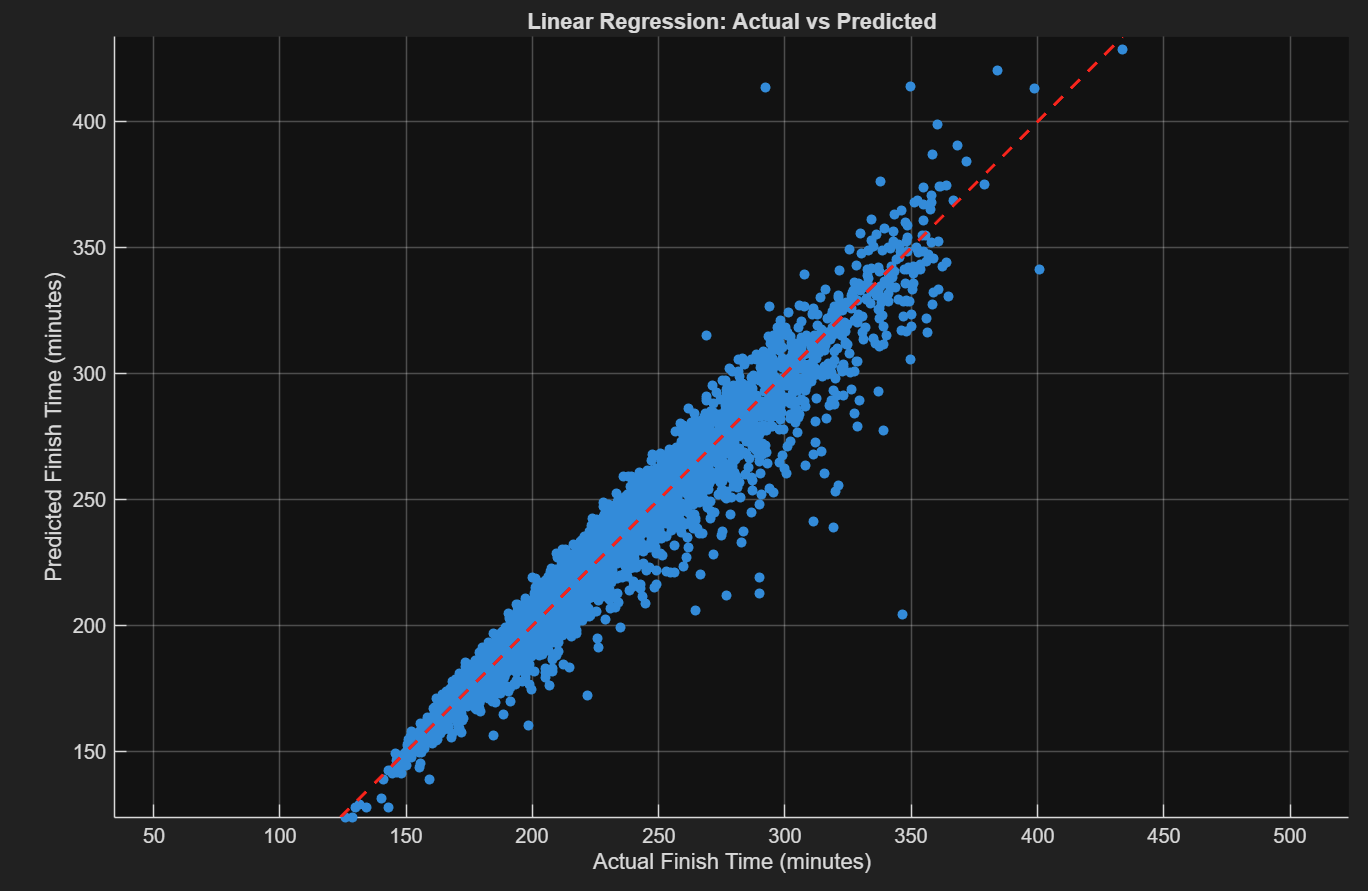 Linear Regression: Actual vs Predicted
Predicted Finish Time (minutes)
400
350
300
250
200
150
50 100 150 200 250 300 350 400 450 500
Actual Finish Time (minutes)